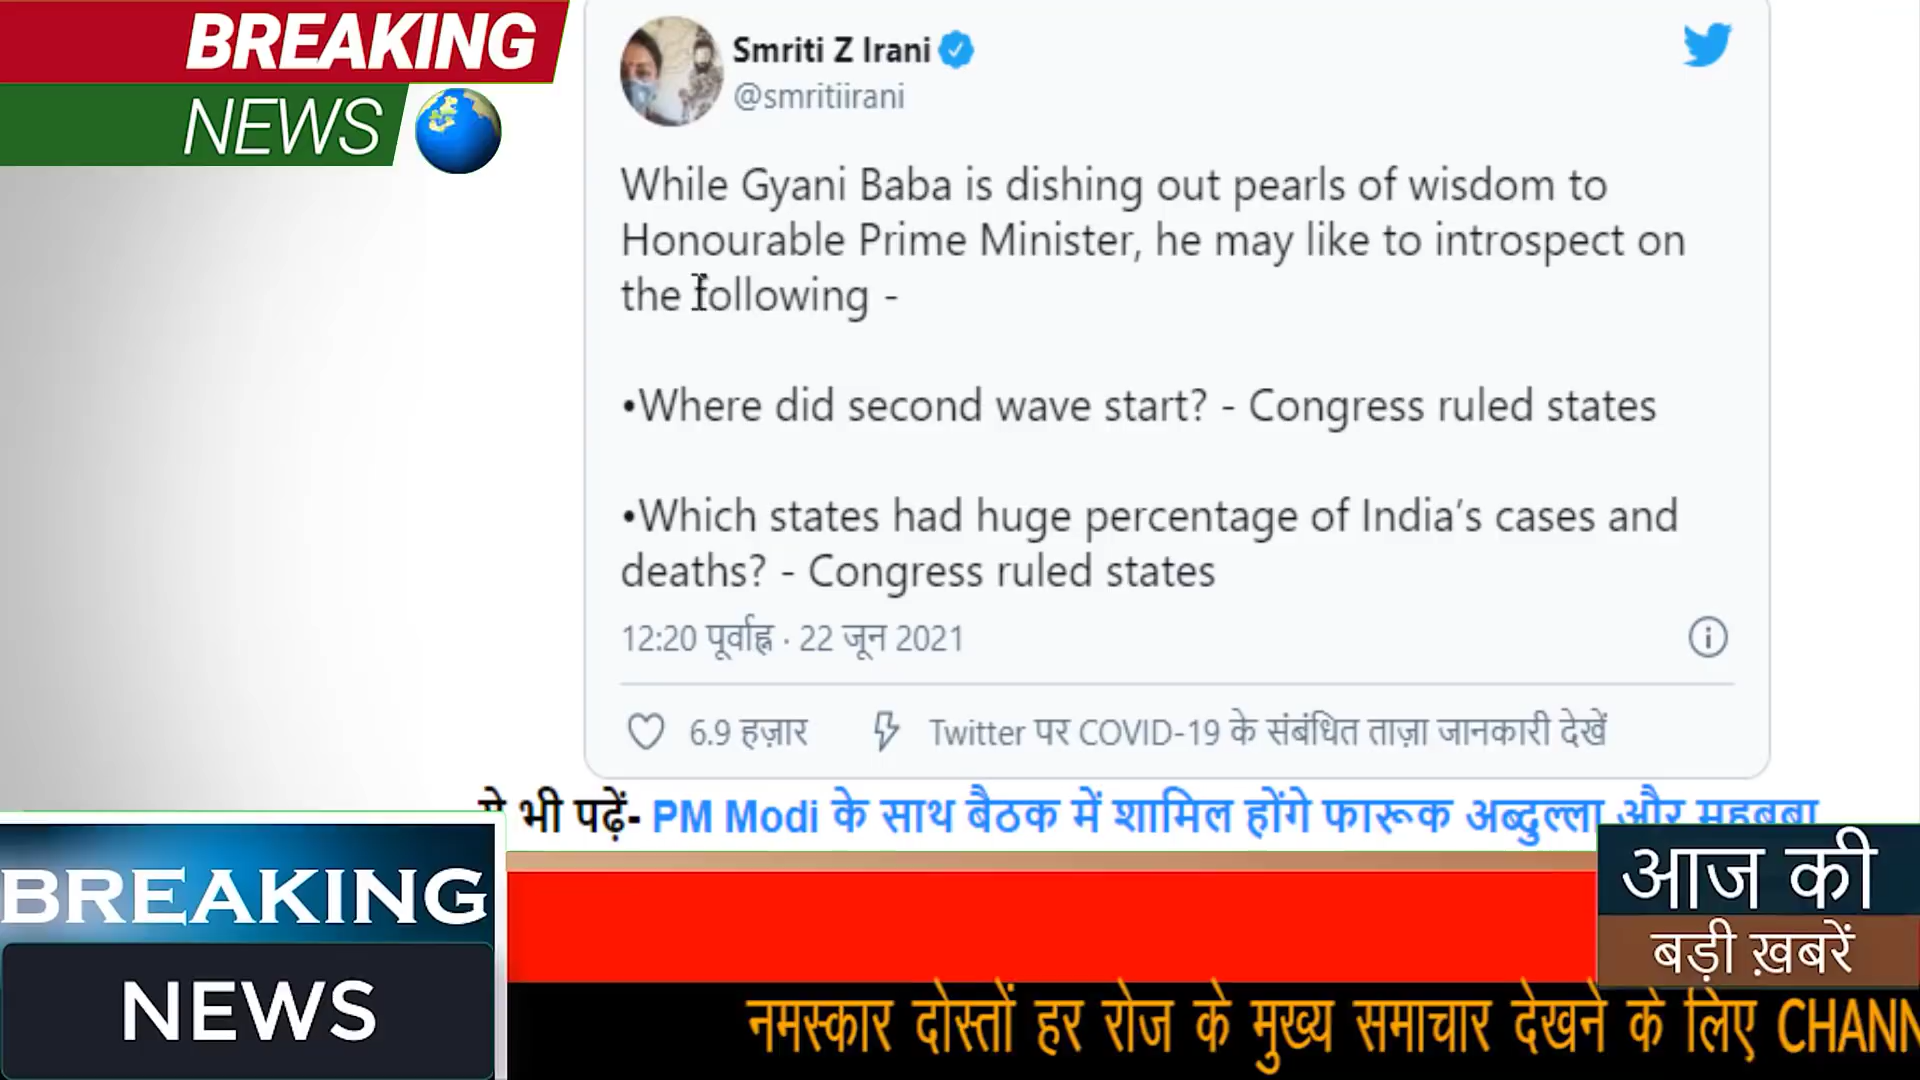 BREAKING
NEWS
Smriti Z Irani
@smritiirani
While Gyani Baba is dishing out pearls of wisdom to
Honourable Prime Minister, he may like to introspect on
the following -
•Where did second wave start? - Congress ruled states
•Which states had huge percentage of India’s cases and
deaths? - Congress ruled states
12:20 पूर्वाह्न · 22 जून 2021
6.9 हज़ार
Twitter पर COVID-19 के संबंधित ताज़ा जानकारी देखें
भी पढ़ें- PM Modi के साथ बैठक में शामिल होंगे फारूक अब्दुल्ला और
BREAKING
NEWS
आज की
बड़ी ख़बरें
नमस्कार दोस्तों हर रोज के मुख्य समाचार देखने के लिए CHANN